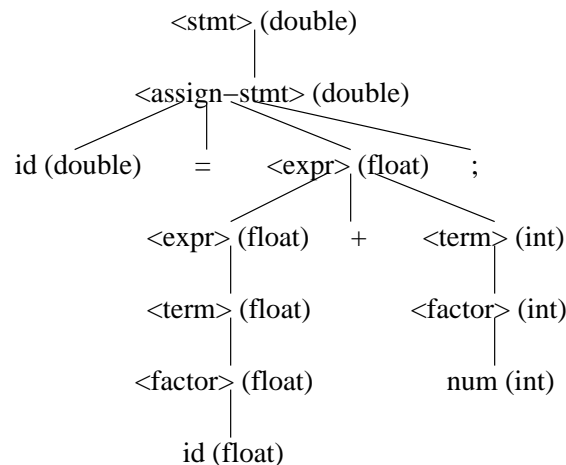 <stmt> (double)
<assign−stmt> (double)
id (double) = <expr> (float) ;
<expr> (float) + <term> (int)
<term> (float) <factor> (int)
<factor> (float) num (int)
id (float)